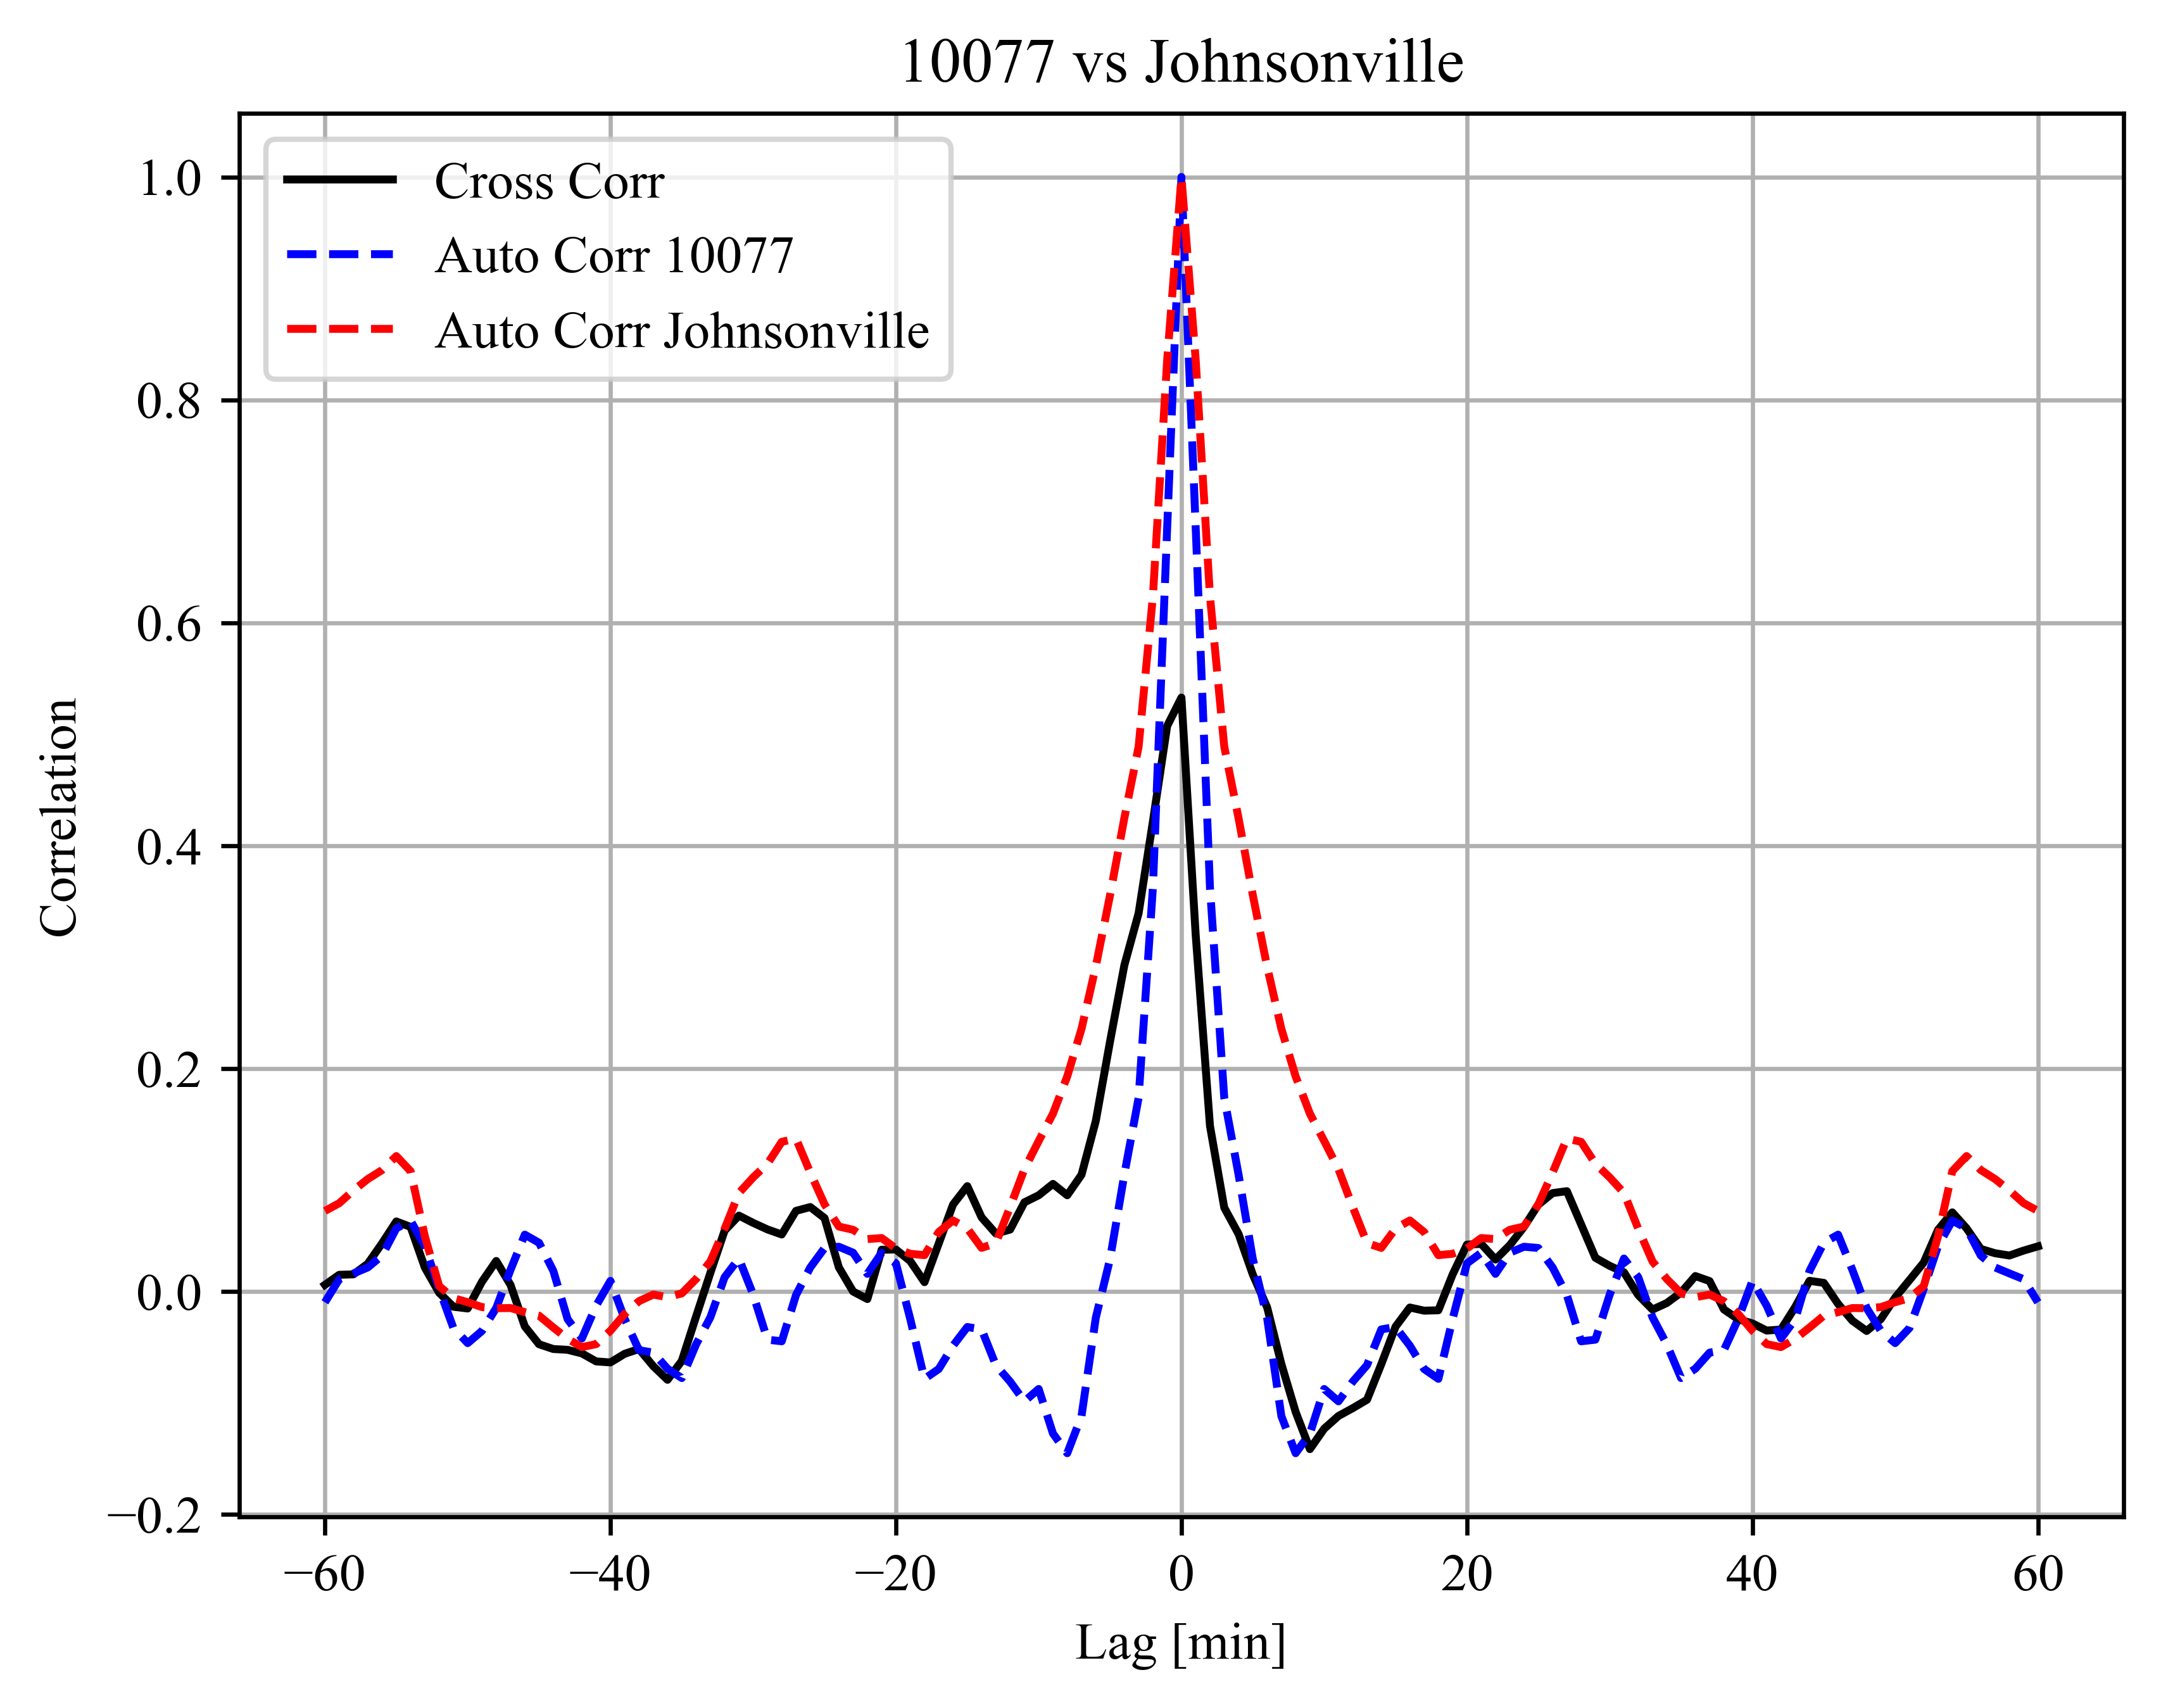 10077 vs Johnsonville
Cross Corr
Auto Corr 10077
Auto Corr Johnsonville
1.0
0.8
0.6
0.4
0.2
0.0
−0.2
Correlation
−60 −40 −20 0 20 40 60
Lag [min]